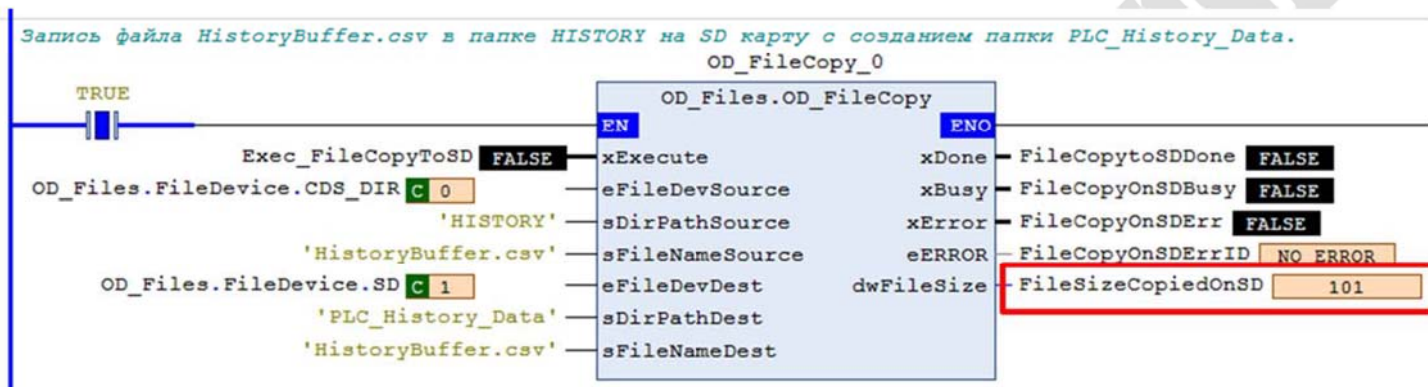 Запись файла HistoryBuffer.csv в папке HISTORY на SD карту с созданием папки PLC_History_Data.
OD_FileCopy_0
TRUE
OD_Files.OD_FileCopy
EN ENO
Exec_FileCopyToSD FALSE xExecute xDone FileCopytoSDDone FALSE
OD_Files.FileDevice.CDS_DIR C 0 eFileDevSource xBusy FileCopyOnSDBusy FALSE
'HISTORY' sDirPathSource xError FileCopyOnSDErr FALSE
'HistoryBuffer.csv' sFileNameSource eERROR FileCopyOnSDErrID NO ERROR
OD_Files.FileDevice.SD C 1 eFileDevDest dwFileSize FileSizeCopiedOnSD 101
'PLC_History_Data' sDirPathDest
'HistoryBuffer.csv' sFileNameDest